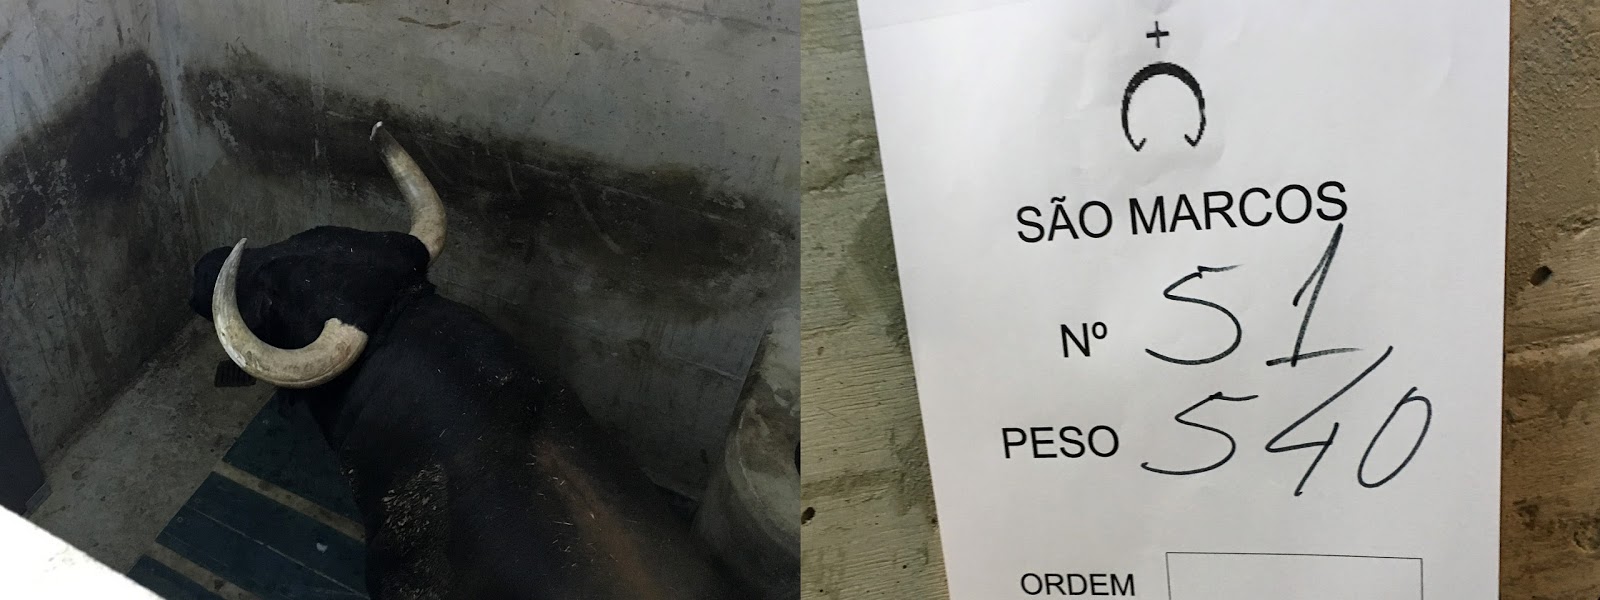 SÃO MARCOS
Nº 51
PESO 540
ORDEM